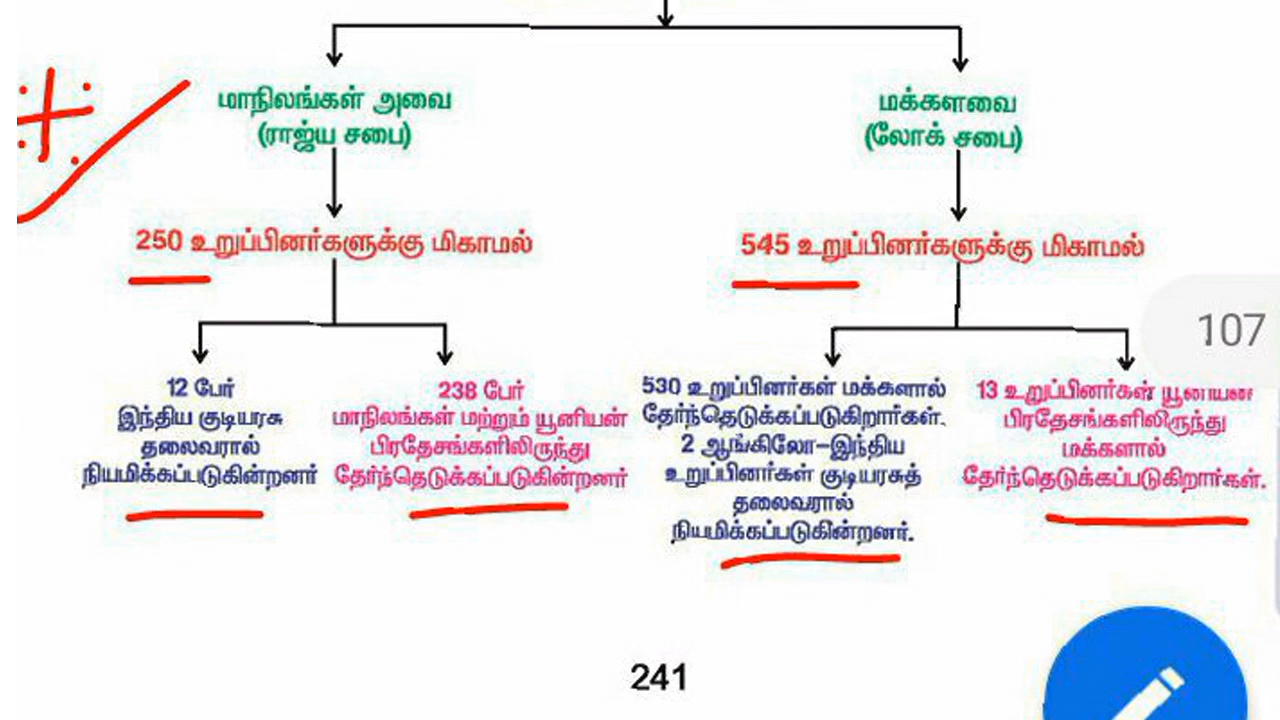 மாநிலங்கள் அவை
(ராஜ்ய சபை)
மக்களவை
(லோக் சபை)
250 உறுப்பினர்களுக்கு மிகாமல்
545 உறுப்பினர்களுக்கு மிகாமல்
107
12 பேர்
இந்திய குடியரசு
தலைவரால்
நியமிக்கப்படுகின்றனர்
238 பேர்
மாநிலங்கள் மற்றும் யூனியன்
பிரதேசங்களிலிருந்து
தேர்ந்தெடுக்கப்படுகின்றனர்
530 உறுப்பினர்கள் மக்களால்
தேர்ந்தெடுக்கப்படுகிறார்கள்.
2 ஆங்கிலோ–இந்திய
உறுப்பினர்கள் குடியரசுத்
தலைவரால்
நியமிக்கப்படுகின்றனர்.
13 உறுப்பினர்கள் யூனியன்
பிரதேசங்களிலிருந்து
மக்களால்
தேர்ந்தெடுக்கப்படுகிறார்கள்.
241